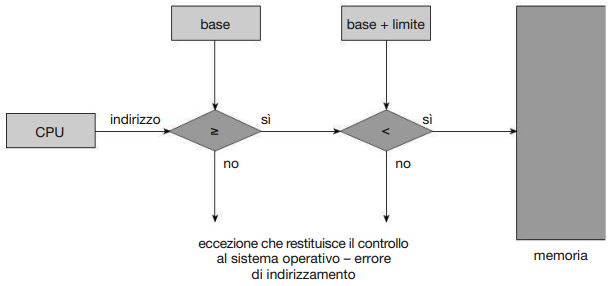 base
base + limite
CPU
indirizzo
≥
sì
<
sì
no
no
eccezione che restituisce il controllo
al sistema operativo – errore
di indirizzamento
memoria